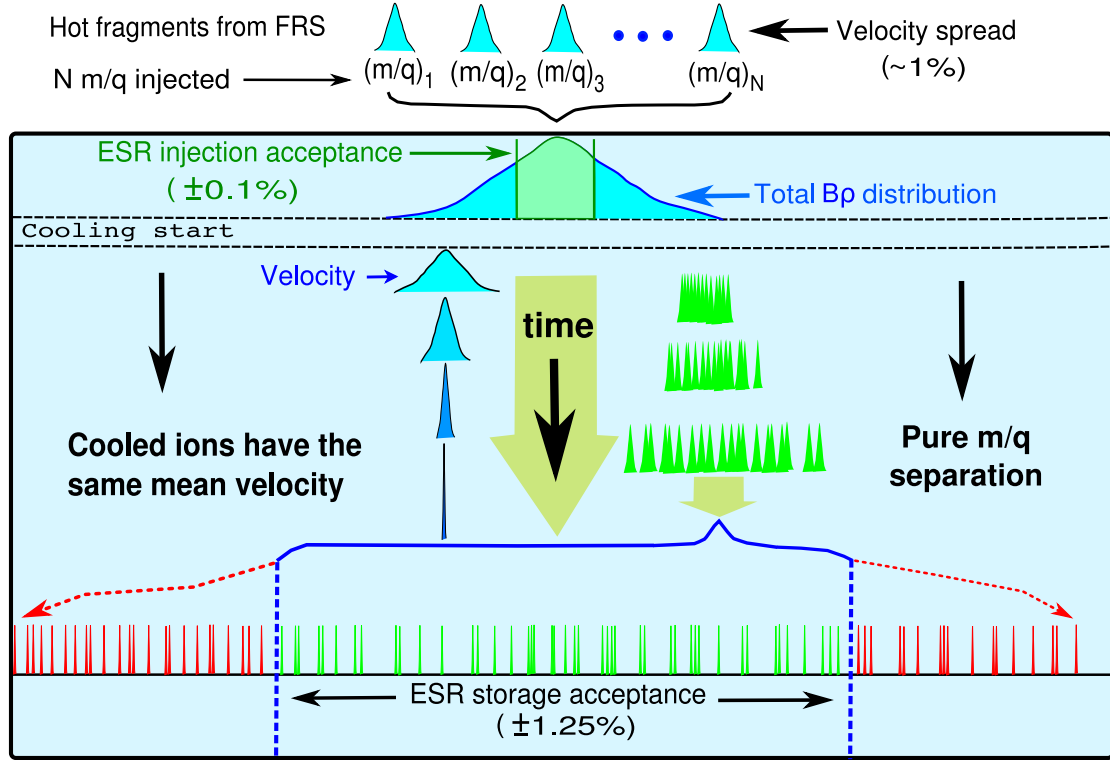 Hot fragments from FRS
N m/q injected
(m/q)1 (m/q)2 (m/q)3 (m/q)N
Velocity spread
(~1%)
ESR injection acceptance
(±0.1%)
Total Bρ distribution
Cooling start
Velocity
time
Cooled ions have the
same mean velocity
Pure m/q
separation
ESR storage acceptance
(±1.25%)